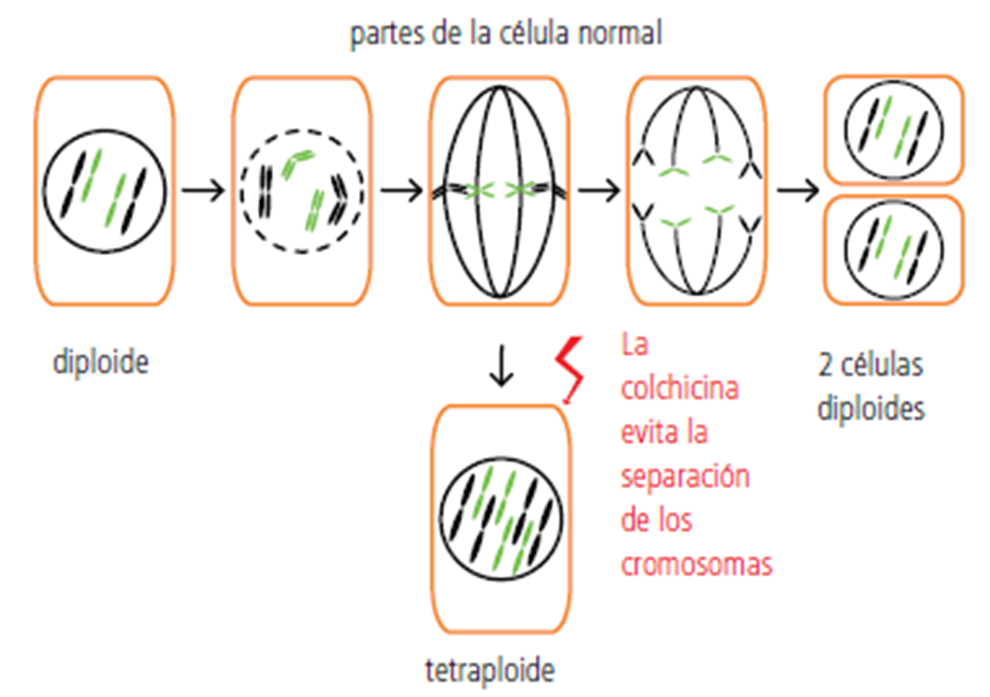 partes de la célula normal
diploide
La
colchicina
evita la
separación
de los
cromosomas
2 células
diploides
tetraploide